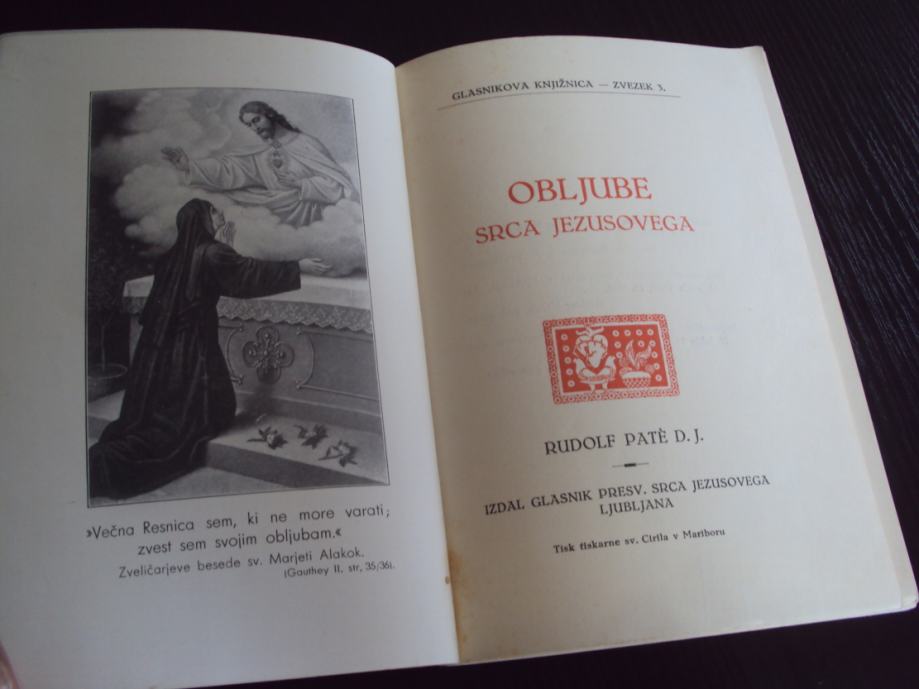 »Večna Resnica sem, ki ne more varati;
zvest sem svojim obljubam.«
Zveličarjeve besede sv. Marjeti Alakok.
(Gauthey II. str, 35/36).
GLASNIKOVA KNJIŽNICA — ZVEZEK 3.
OBLJUBE
SRCA JEZUSOVEGA
RUDOLF PATÈ D. J.
IZDAL GLASNIK PRESV. SRCA JEZUSOVEGA
LJUBLJANA
Tisk tiskarne sv. Cirila v Mariboru